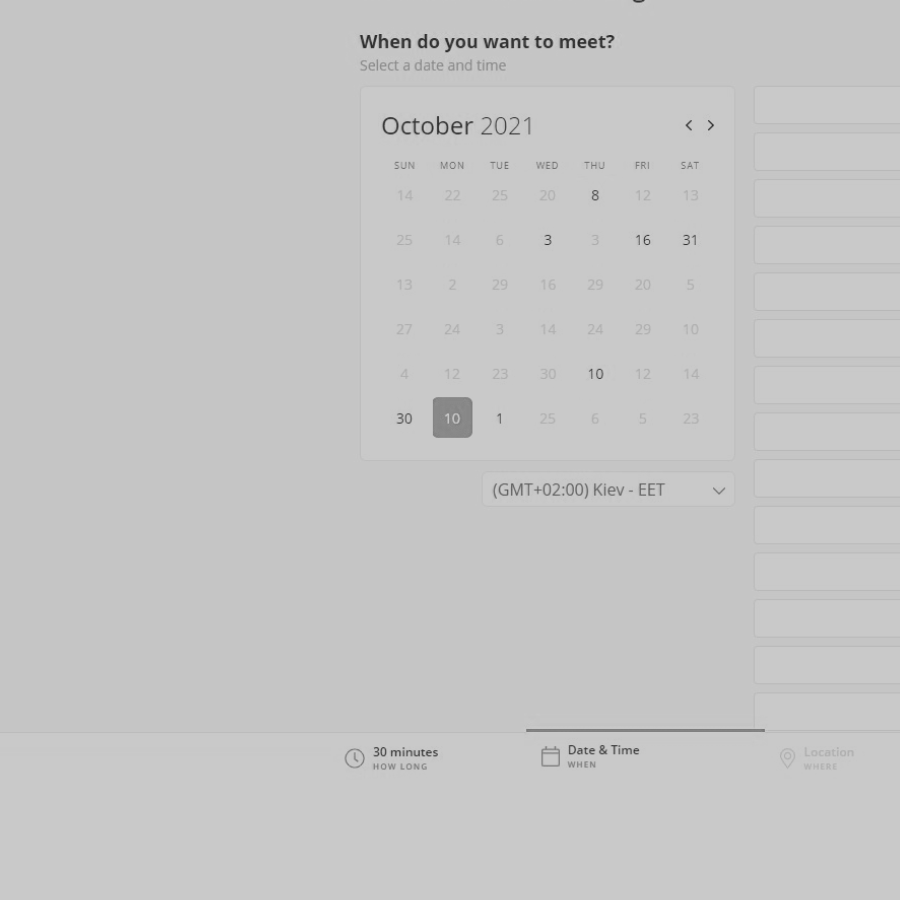 When do you want to meet?
Select a date and time
October 2021
SUN MON TUE WED THU FRI SAT
14 22 25 20 8 12 13
25 14 6 3 3 16 31
13 2 29 16 29 20 5
27 24 3 14 24 29 10
4 12 23 30 10 12 14
30 10 1 25 6 5 23
(GMT+02:00) Kiev - EET
30 minutes
HOW LONG
Date & Time
WHEN
Location
WHERE